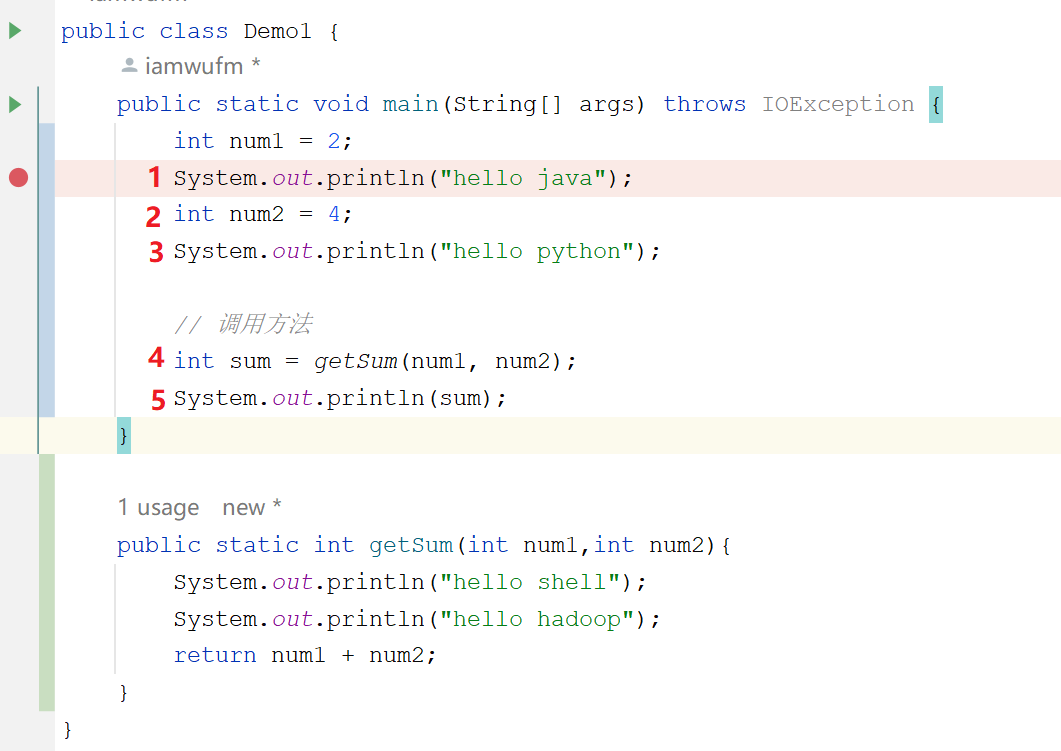 public class Demo1 {
iamwufm *
public static void main(String[] args) throws IOException {
int num1 = 2;
1 System.out.println("hello java");
2 int num2 = 4;
3 System.out.println("hello python");
// 调用方法
4 int sum = getSum(num1, num2);
5 System.out.println(sum);
}
1 usage new *
public static int getSum(int num1,int num2){
System.out.println("hello shell");
System.out.println("hello hadoop");
return num1 + num2;
}
}